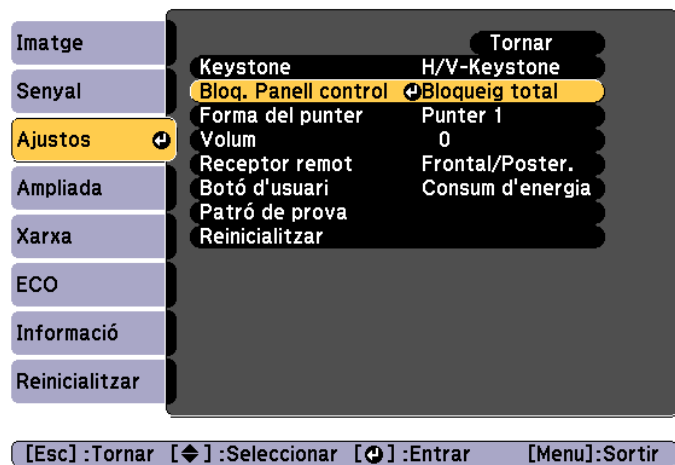 Imatge
Senyal
Ajustos
Ampliada
Xarxa
ECO
Informació
Reinicialitzar
Tornar
Keystone H/V-Keystone
Bloq. Panell control Bloqueig total
Forma del punter Punter 1
Volum 0
Receptor remot Frontal/Poster.
Botó d'usuari Consum d'energia
Patró de prova
Reinicialitzar
[Esc] :Tornar [◆] :Seleccionar [⏎] :Entrar [Menu]:Sortir